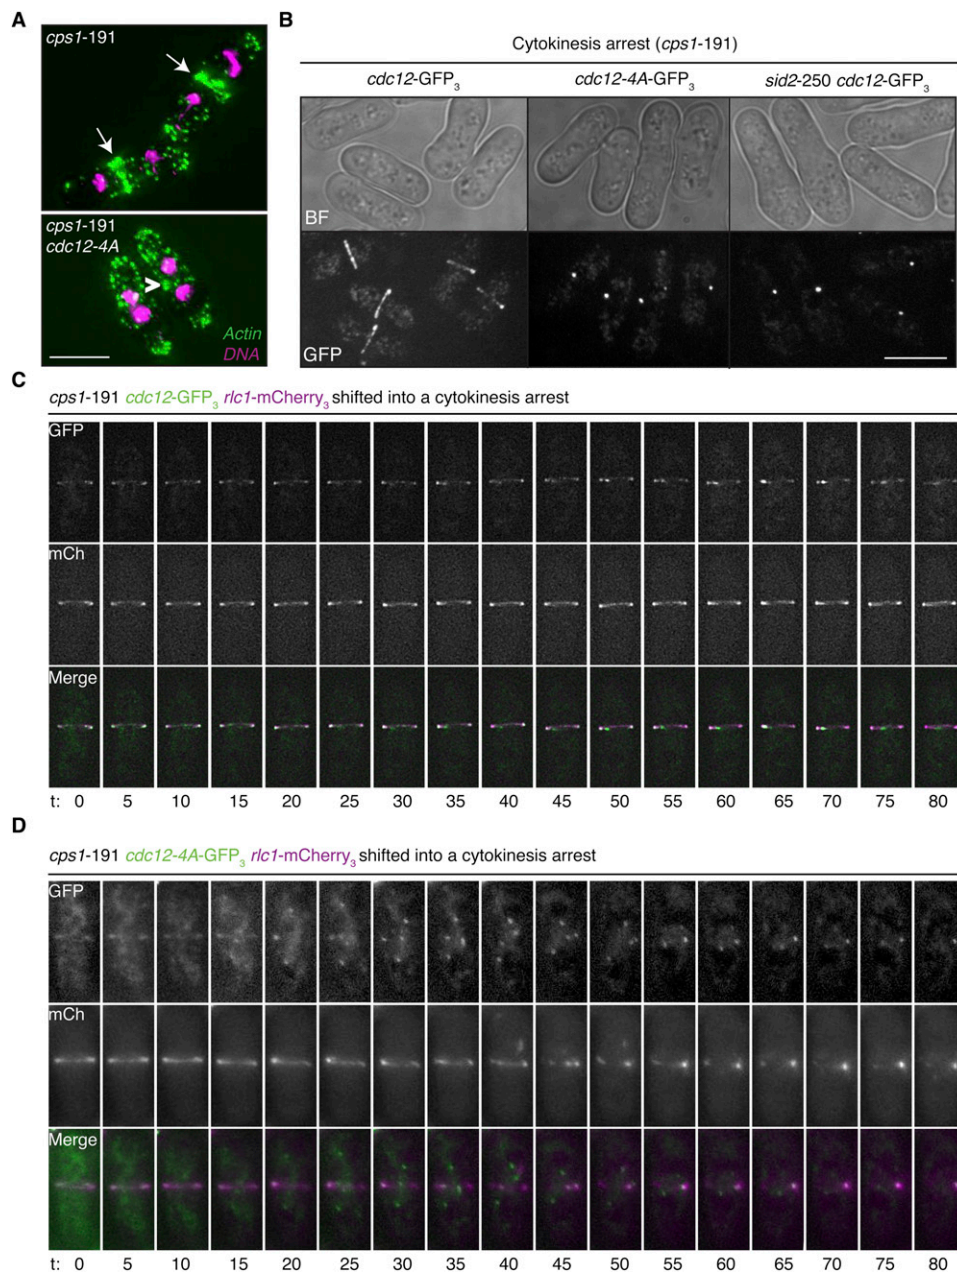 A
cps1-191
cps1-191
cdc12-4A
Actin
DNA
B
Cytokinesis arrest (cps1-191)
cdc12-GFP3 cdc12-4A-GFP3 sid2-250 cdc12-GFP3
BF
GFP
C
cps1-191 cdc12-GFP3 rlc1-mCherry3 shifted into a cytokinesis arrest
GFP
mCh
Merge
t: 0 5 10 15 20 25 30 35 40 45 50 55 60 65 70 75 80
D
cps1-191 cdc12-4A-GFP3 rlc1-mCherry3 shifted into a cytokinesis arrest
GFP
mCh
Merge
t: 0 5 10 15 20 25 30 35 40 45 50 55 60 65 70 75 80